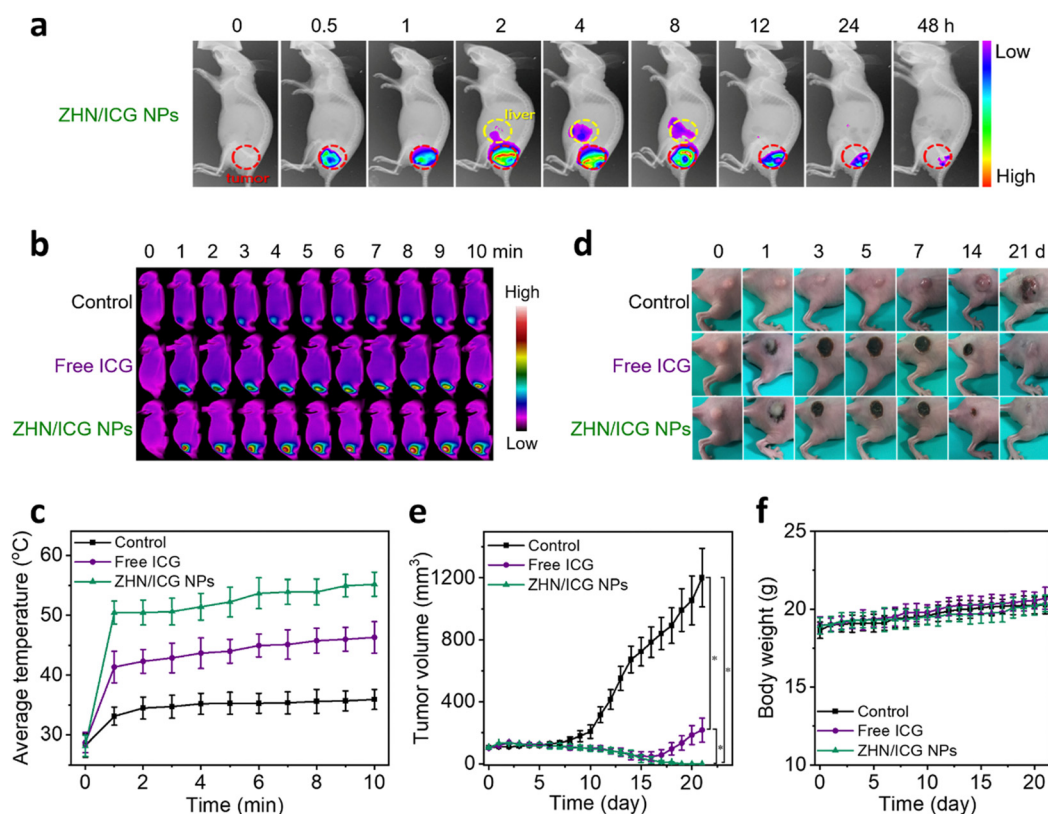 a
0 0.5 1 2 4 8 12 24 48 h
ZHN/ICG NPs
liver
tumor
Low
High
b
0 1 2 3 4 5 6 7 8 9 10 min
Control
Free ICG
ZHN/ICG NPs
High
Low
d
0 1 3 5 7 14 21 d
Control
Free ICG
ZHN/ICG NPs
c
Average temperature (°C)
60
50
40
30
Control
Free ICG
ZHN/ICG NPs
0 2 4 6 8 10
Time (min)
e
Tumor volume (mm³)
1200
800
400
0
Control
Free ICG
ZHN/ICG NPs
* * *
0 5 10 15 20
Time (day)
f
Body weight (g)
25
20
15
10
Control
Free ICG
ZHN/ICG NPs
0 5 10 15 20
Time (day)